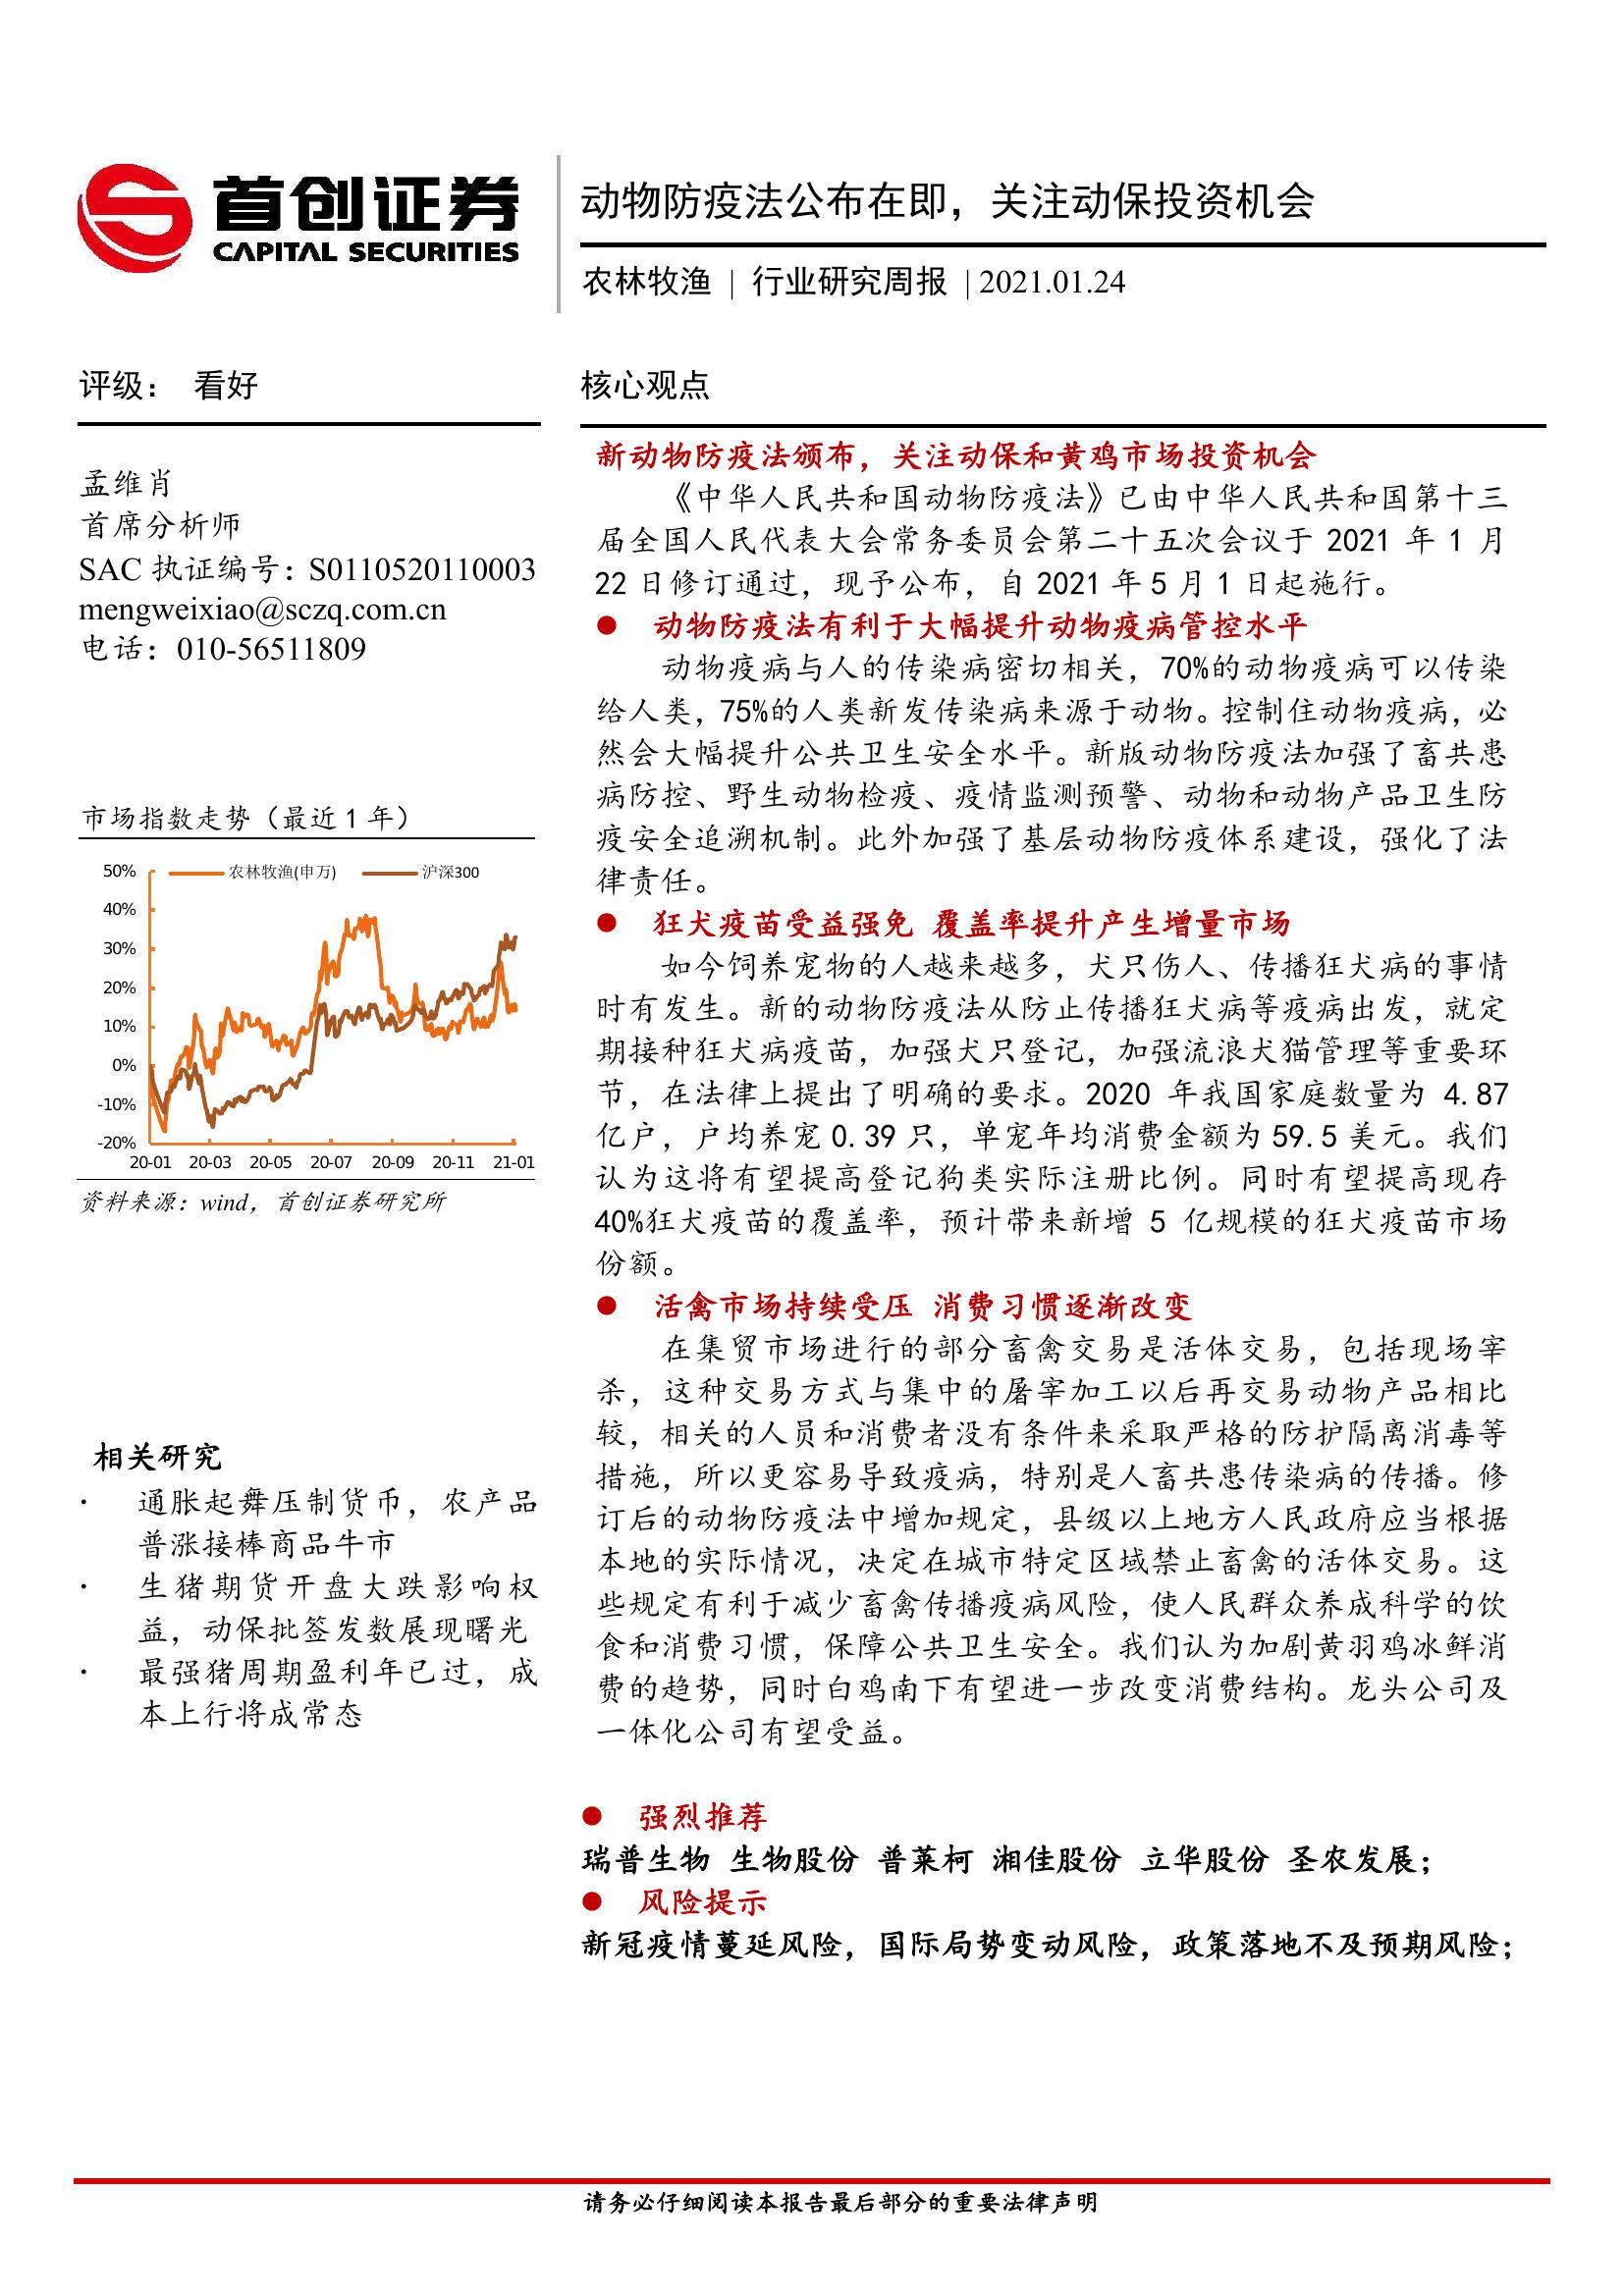 首创证券
CAPITAL SECURITIES
动物防疫法公布在即，关注动保投资机会
农林牧渔 | 行业研究周报 | 2021.01.24
评级： 看好
孟维肖
首席分析师
SAC 执证编号：S0110520110003
mengweixiao@sczq.com.cn
电话：010-56511809
市场指数走势（最近 1 年）
农林牧渔(申万) 沪深300
50%
40%
30%
20%
10%
0%
-10%
-20%
20-01 20-03 20-05 20-07 20-09 20-11 21-01
资料来源：wind，首创证券研究所
相关研究
· 通胀起舞压制货币，农产品
普涨接棒商品牛市
· 生猪期货开盘大跌影响权
益，动保批签发数展现曙光
· 最强猪周期盈利年已过，成
本上行将成常态
核心观点
新动物防疫法颁布，关注动保和黄鸡市场投资机会
《中华人民共和国动物防疫法》已由中华人民共和国第十三
届全国人民代表大会常务委员会第二十五次会议于 2021 年 1 月
22 日修订通过，现予公布，自 2021 年 5 月 1 日起施行。
● 动物防疫法有利于大幅提升动物疫病管控水平
动物疫病与人的传染病密切相关，70%的动物疫病可以传染
给人类，75%的人类新发传染病来源于动物。控制住动物疫病，必
然会大幅提升公共卫生安全水平。新版动物防疫法加强了畜共患
病防控、野生动物检疫、疫情监测预警、动物和动物产品卫生防
疫安全追溯机制。此外加强了基层动物防疫体系建设，强化了法
律责任。
● 狂犬疫苗受益强免 覆盖率提升产生增量市场
如今饲养宠物的人越来越多，犬只伤人、传播狂犬病的事情
时有发生。新的动物防疫法从防止传播狂犬病等疫病出发，就定
期接种狂犬病疫苗，加强犬只登记，加强流浪犬猫管理等重要环
节，在法律上提出了明确的要求。2020 年我国家庭数量为 4.87
亿户，户均养宠 0.39 只，单宠年均消费金额为 59.5 美元。我们
认为这将有望提高登记狗类实际注册比例。同时有望提高现存
40%狂犬疫苗的覆盖率，预计带来新增 5 亿规模的狂犬疫苗市场
份额。
● 活禽市场持续受压 消费习惯逐渐改变
在集贸市场进行的部分畜禽交易是活体交易，包括现场宰
杀，这种交易方式与集中的屠宰加工以后再交易动物产品相比
较，相关的人员和消费者没有条件来采取严格的防护隔离消毒等
措施，所以更容易导致疫病，特别是人畜共患传染病的传播。修
订后的动物防疫法中增加规定，县级以上地方人民政府应当根据
本地的实际情况，决定在城市特定区域禁止畜禽的活体交易。这
些规定有利于减少畜禽传播疫病风险，使人民群众养成科学的饮
食和消费习惯，保障公共卫生安全。我们认为加剧黄羽鸡冰鲜消
费的趋势，同时白鸡南下有望进一步改变消费结构。龙头公司及
一体化公司有望受益。
● 强烈推荐
瑞普生物 生物股份 普莱柯 湘佳股份 立华股份 圣农发展；
● 风险提示
新冠疫情蔓延风险，国际局势变动风险，政策落地不及预期风险；
请务必仔细阅读本报告最后部分的重要法律声明